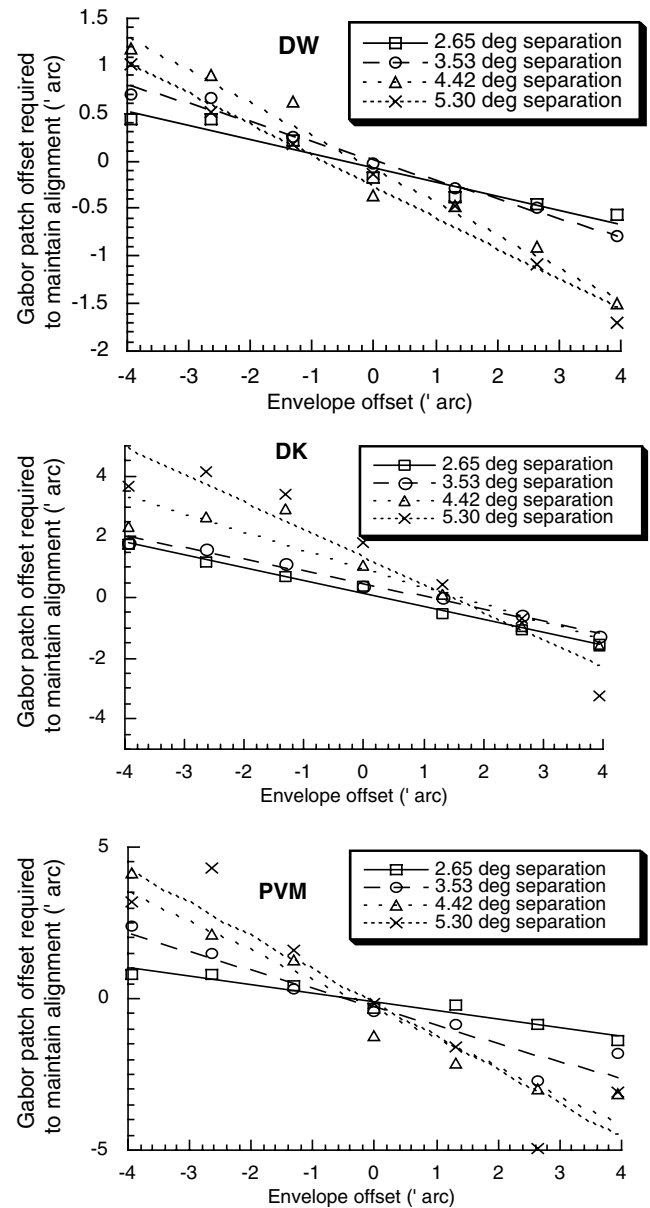 DW
2.65 deg separation
3.53 deg separation
4.42 deg separation
5.30 deg separation
Gabor patch offset required
to maintain alignment (' arc)
1.5
1
0.5
0
-0.5
-1
-1.5
-2
-4 -3 -2 -1 0 1 2 3 4
Envelope offset (' arc)
DK
2.65 deg separation
3.53 deg separation
4.42 deg separation
5.30 deg separation
Gabor patch offset required
to maintain alignment (' arc)
4
2
0
-2
-4
-4 -3 -2 -1 0 1 2 3 4
Envelope offset (' arc)
PVM
2.65 deg separation
3.53 deg separation
4.42 deg separation
5.30 deg separation
Gabor patch offset required
to maintain alignment (' arc)
5
0
-5
-4 -3 -2 -1 0 1 2 3 4
Envelope offset (' arc)